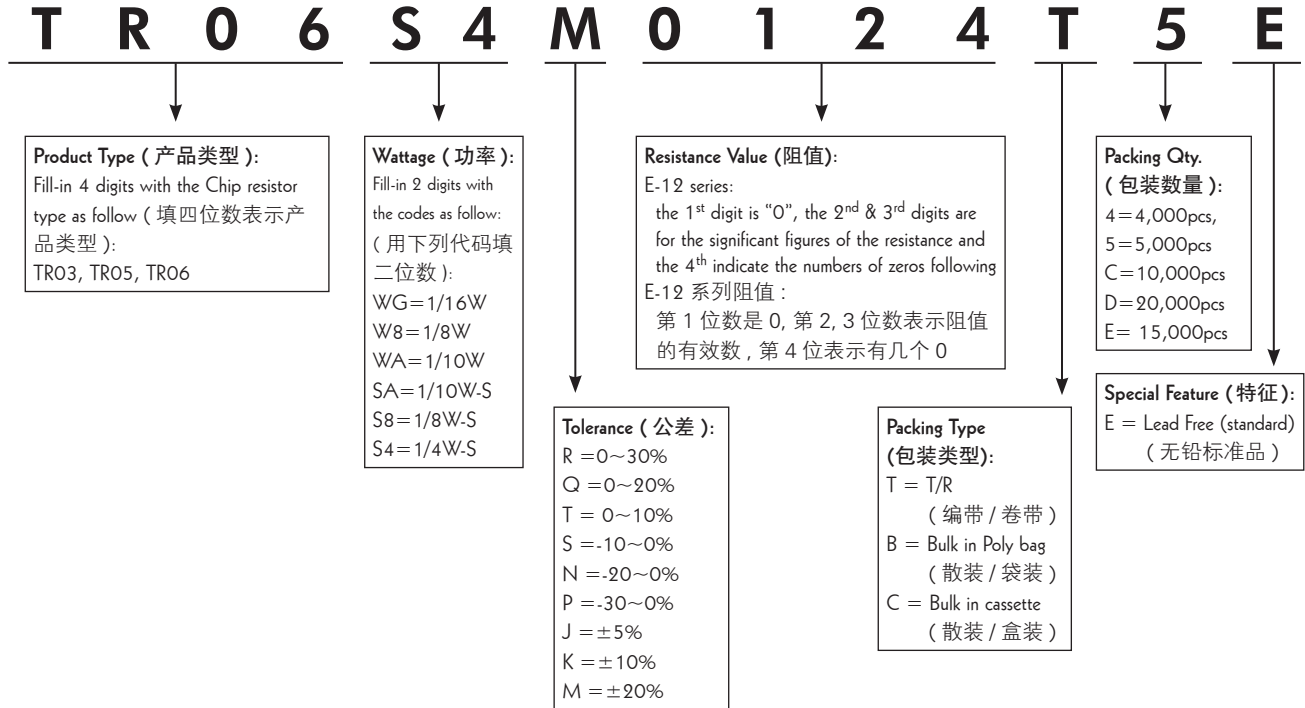 T R 0 6 S 4 M 0 1 2 4 T 5 E
Product Type ( 产品类型 ):
Fill-in 4 digits with the Chip resistor
type as follow ( 填四位数表示产
品类型 ):
TR03, TR05, TR06
Wattage ( 功率 ):
Fill-in 2 digits with
the codes as follow:
( 用下列代码填
二位数 ):
WG=1/16W
W8=1/8W
WA=1/10W
SA=1/10W-S
S8=1/8W-S
S4=1/4W-S
Tolerance ( 公差 ):
R =0~30%
Q =0~20%
T = 0~10%
S =-10~0%
N =-20~0%
P =-30~0%
J =±5%
K =±10%
M =±20%
Resistance Value (阻值):
E-12 series:
the 1st digit is “0”, the 2nd & 3rd digits are
for the significant figures of the resistance and
the 4th indicate the numbers of zeros following
E-12 系列阻值 :
第 1 位数是 0, 第 2, 3 位数表示阻值
的有效数 , 第 4 位表示有几个 0
Packing Type
(包装类型):
T = T/R
( 编带 / 卷带 )
B = Bulk in Poly bag
( 散装 / 袋装 )
C = Bulk in cassette
( 散装 / 盒装 )
Packing Qty.
( 包装数量 ):
4=4,000pcs,
5=5,000pcs
C=10,000pcs
D=20,000pcs
E= 15,000pcs
Special Feature ( 特征):
E = Lead Free (standard)
( 无铅标准品 )